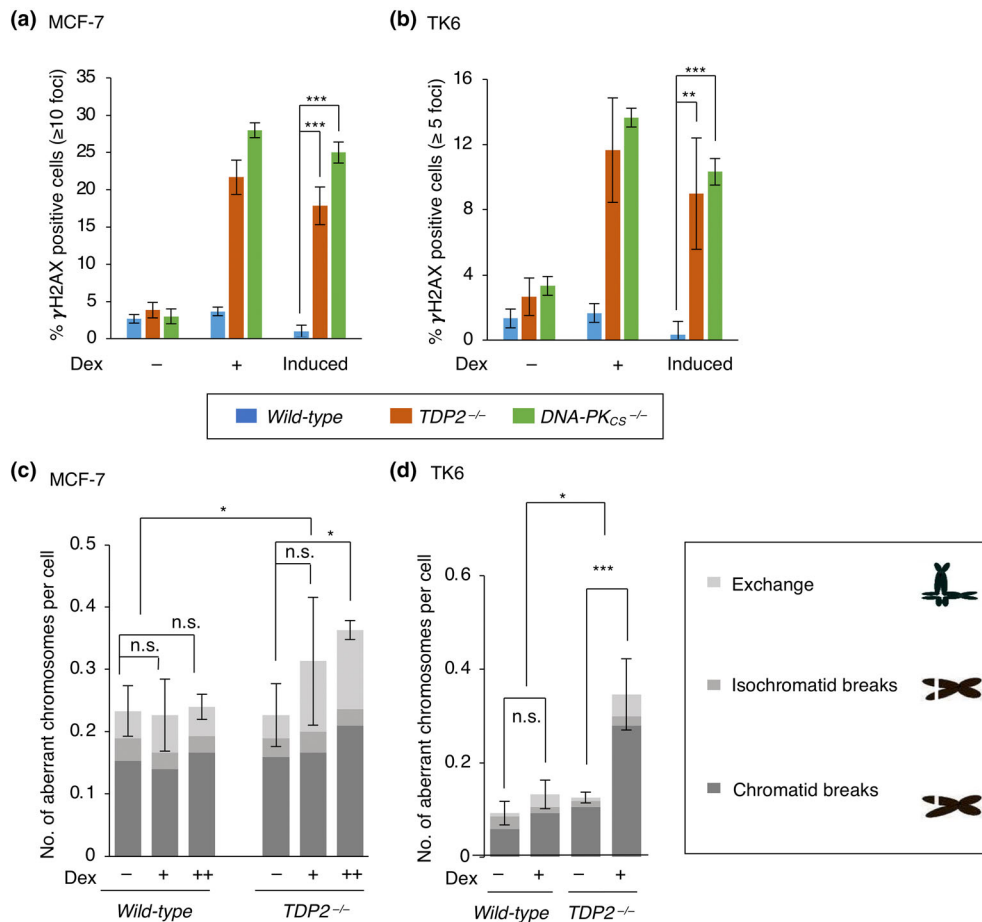 (a) MCF-7
% γH2AX positive cells (≥10 foci)
35
30
25
20
15
10
5
0
***
***
Dex – + Induced
(b) TK6
% γH2AX positive cells (≥ 5 foci)
16
12
8
4
0
***
**
Dex – + Induced
Wild-type TDP2–/– DNA-PKCS–/–
(c) MCF-7
No. of aberrant chromosomes per cell
0.5
0.4
0.3
0.2
0.1
0
*
*
n.s.
n.s.
n.s.
Dex – + ++ – + ++
Wild-type TDP2–/–
(d) TK6
No. of aberrant chromosomes per cell
0.6
0.4
0.2
0
*
***
n.s.
Dex – + – +
Wild-type TDP2–/–
Exchange
Isochromatid breaks
Chromatid breaks